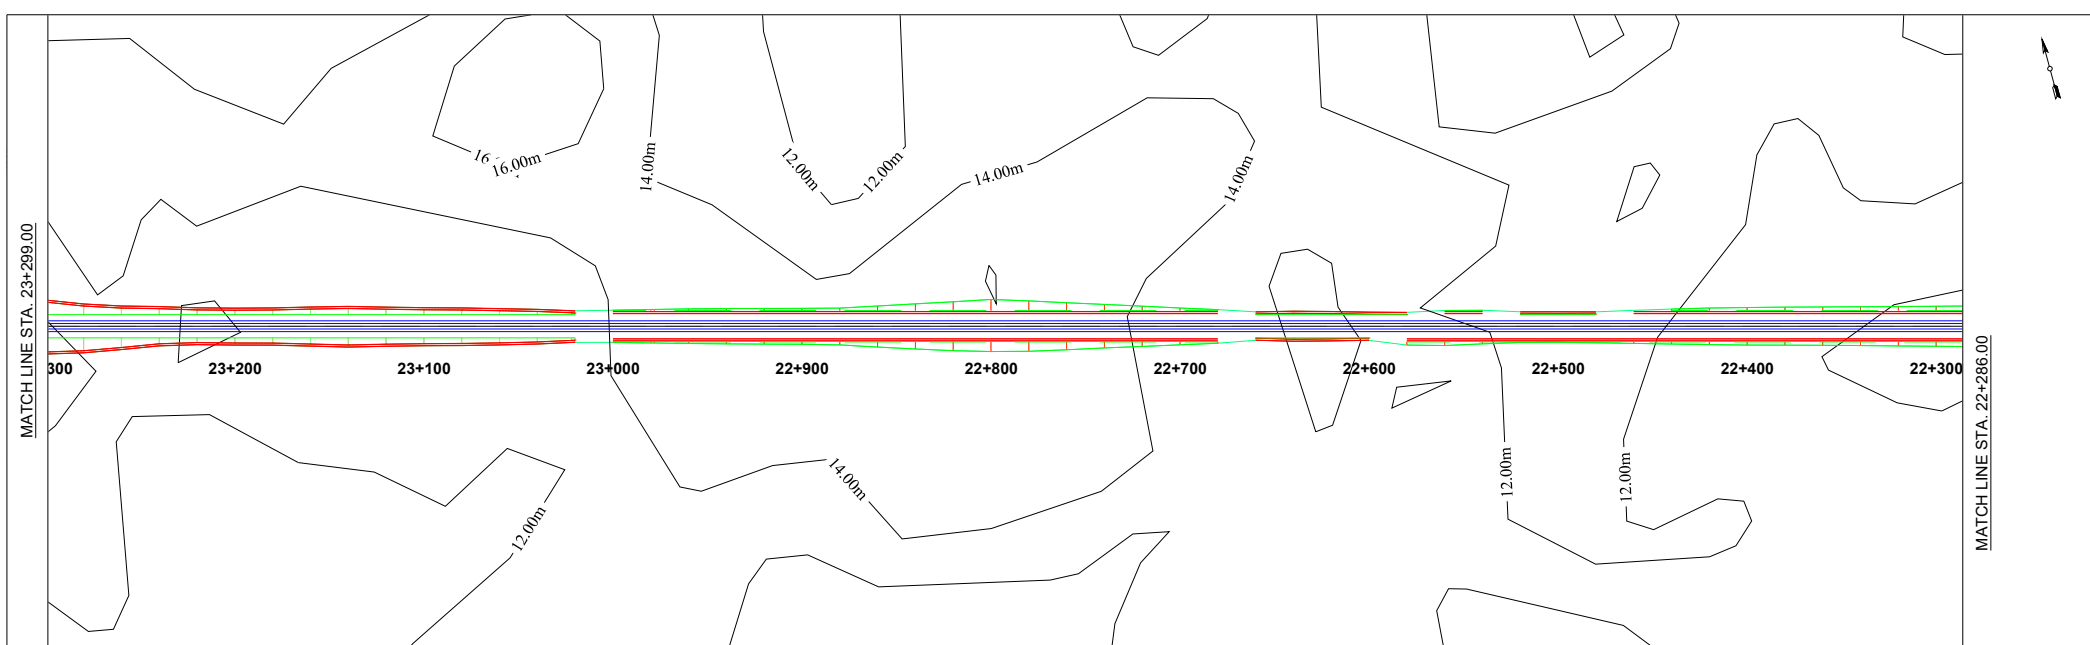 16.00m
14.00m
12.00m
12.00m
14.00m
14.00m
MATCH LINE STA. 23+299.00
300
23+200
23+100
23+000
22+900
22+800
22+700
22+600
22+500
22+400
22+300
MATCH LINE STA. 22+286.00
14.00m
12.00m
12.00m
12.00m